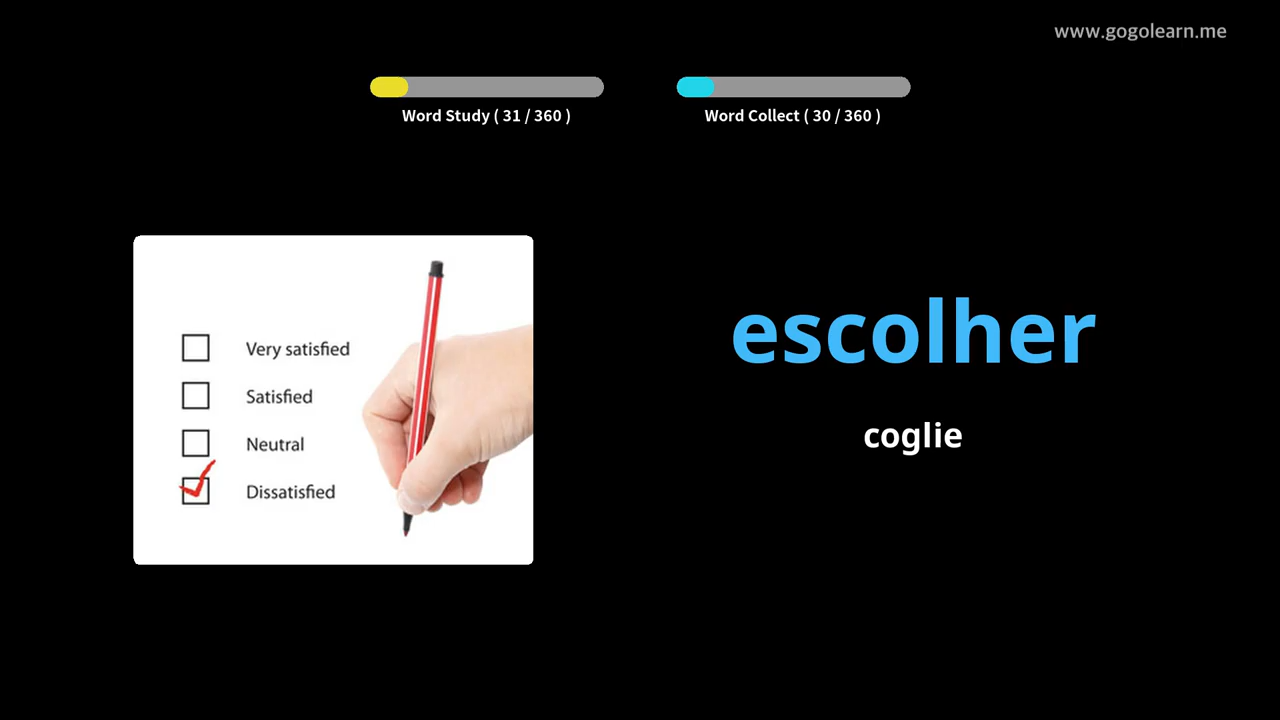 www.gogolearn.me
Word Study ( 31 / 360 )
Word Collect ( 30 / 360 )
Very satisfied
Satisfied
Neutral
Dissatisfied
escolher
coglie